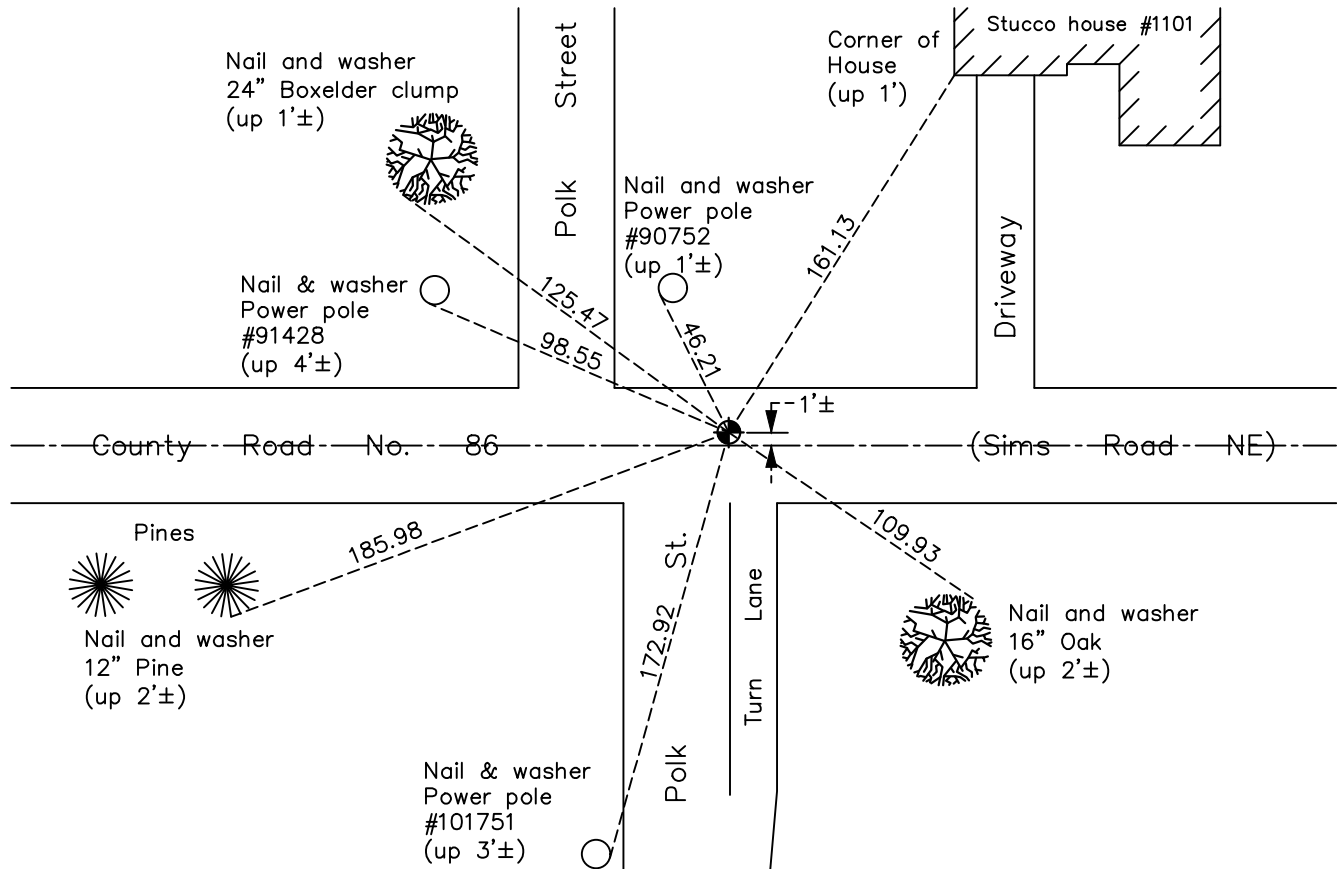 Stucco house #1101
Corner of
House
(up 1')
Nail and washer
24" Boxelder clump
(up 1'±)
Polk Street
Nail and washer
Power pole
#90752
(up 1'±)
161.13
Driveway
Nail & washer
Power pole
#91428
(up 4'±)
125.47
98.55
46.21
1'±
County Road No. 86 (Sims Road NE)
Pines
185.98
Nail and washer
12" Pine
(up 2'±)
172.92
Polk St.
Turn Lane
109.93
Nail and washer
16" Oak
(up 2'±)
Nail & washer
Power pole
#101751
(up 3'±)